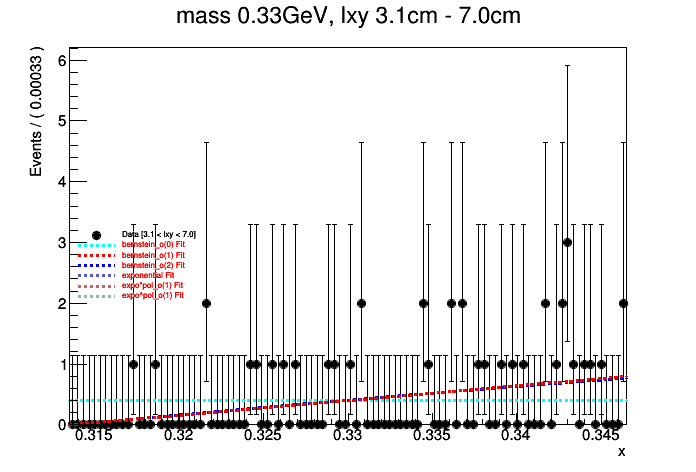 mass 0.33GeV, lxy 3.1cm - 7.0cm
Events / ( 0.00033 )
6
5
4
3
2
1
0
Data [3.1 < lxy < 7.0]
bernstein_o(0) Fit
bernstein_o(1) Fit
bernstein_o(2) Fit
exponential Fit
expo*pol_o(1) Fit
expo*pol_o(1) Fit
0.315 0.32 0.325 0.33 0.335 0.34 0.345
x